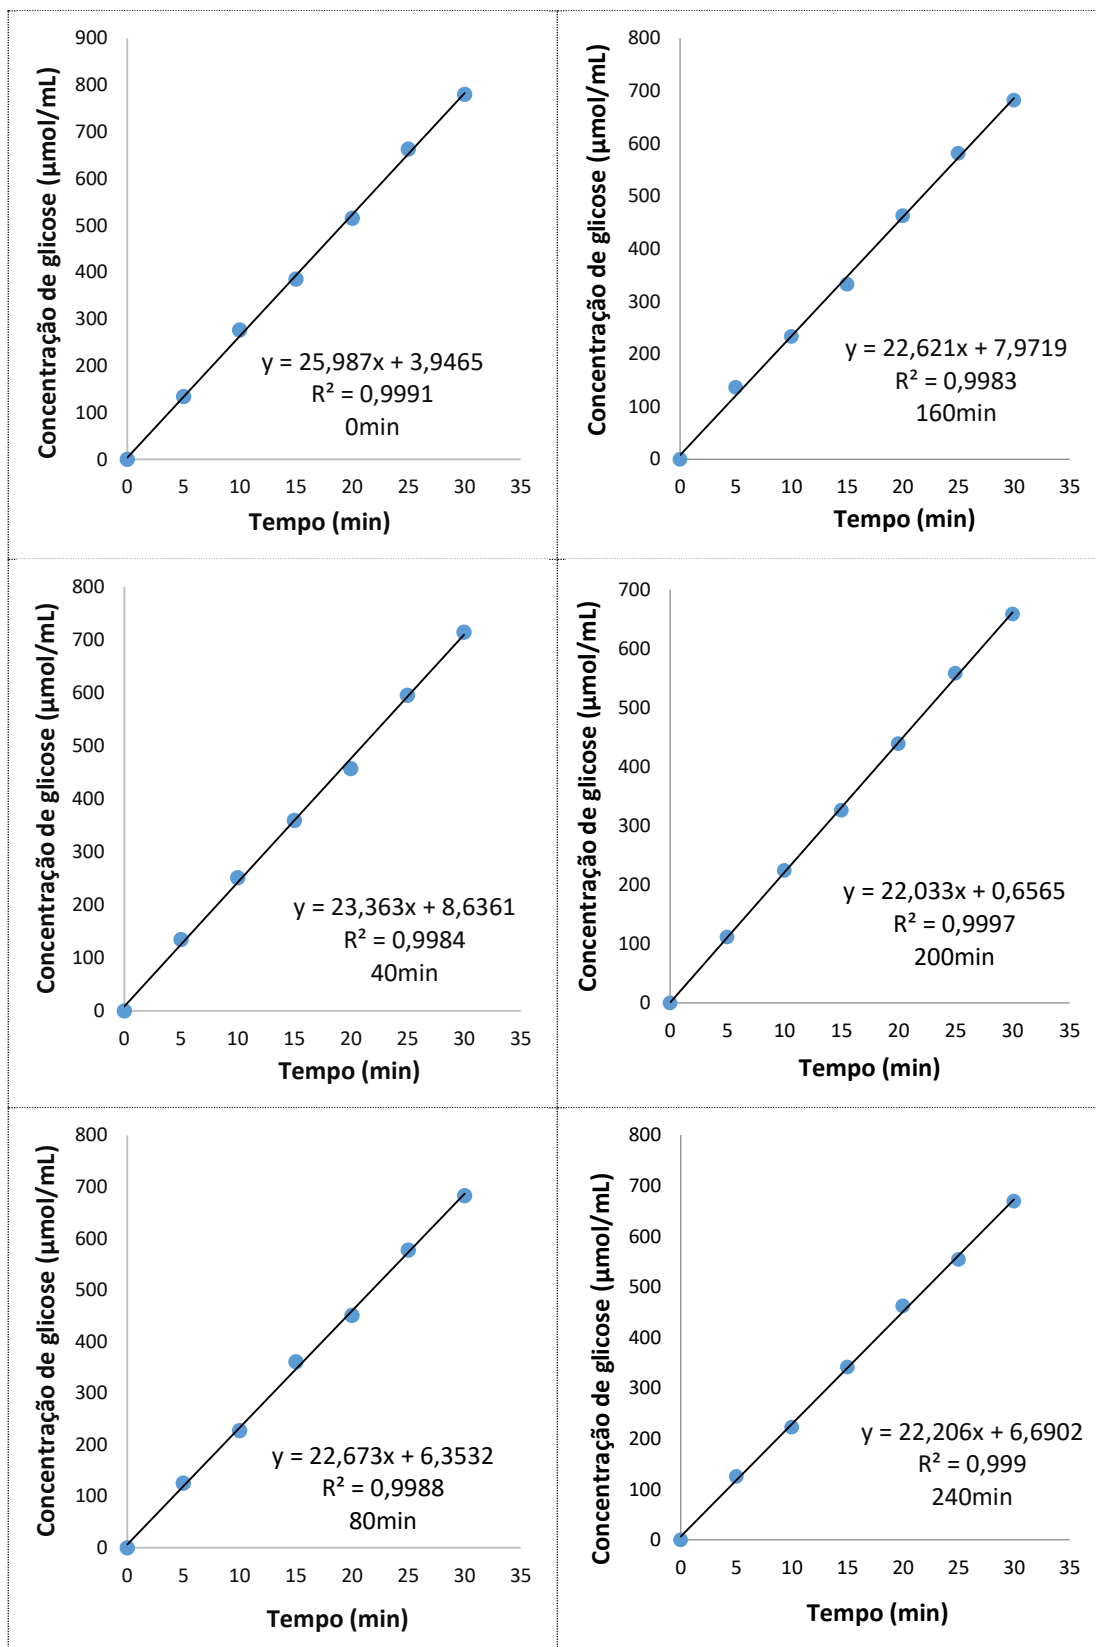 Concentração de glicose (µmol/mL)
900
800
700
600
500
400
300
200
100
0
y = 25,987x + 3,9465
R² = 0,9991
0min
0 5 10 15 20 25 30 35
Tempo (min)
Concentração de glicose (µmol/mL)
800
700
600
500
400
300
200
100
0
y = 22,621x + 7,9719
R² = 0,9983
160min
0 5 10 15 20 25 30 35
Tempo (min)
Concentração de glicose (µmol/mL)
800
700
600
500
400
300
200
100
0
y = 23,363x + 8,6361
R² = 0,9984
40min
0 5 10 15 20 25 30 35
Tempo (min)
Concentração de glicose (µmol/mL)
700
600
500
400
300
200
100
0
y = 22,033x + 0,6565
R² = 0,9997
200min
0 5 10 15 20 25 30 35
Tempo (min)
Concentração de glicose (µmol/mL)
800
700
600
500
400
300
200
100
0
y = 22,673x + 6,3532
R² = 0,9988
80min
0 5 10 15 20 25 30 35
Tempo (min)
Concentração de glicose (µmol/mL)
800
700
600
500
400
300
200
100
0
y = 22,206x + 6,6902
R² = 0,999
240min
0 5 10 15 20 25 30 35
Tempo (min)